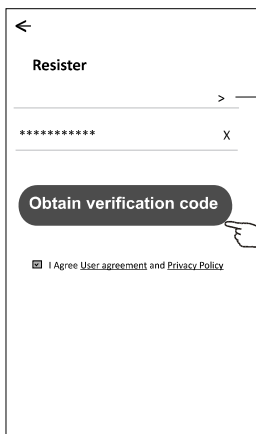 Resister
>
*********** X
Obtain verification code
I Agree User agreement and Privacy Policy